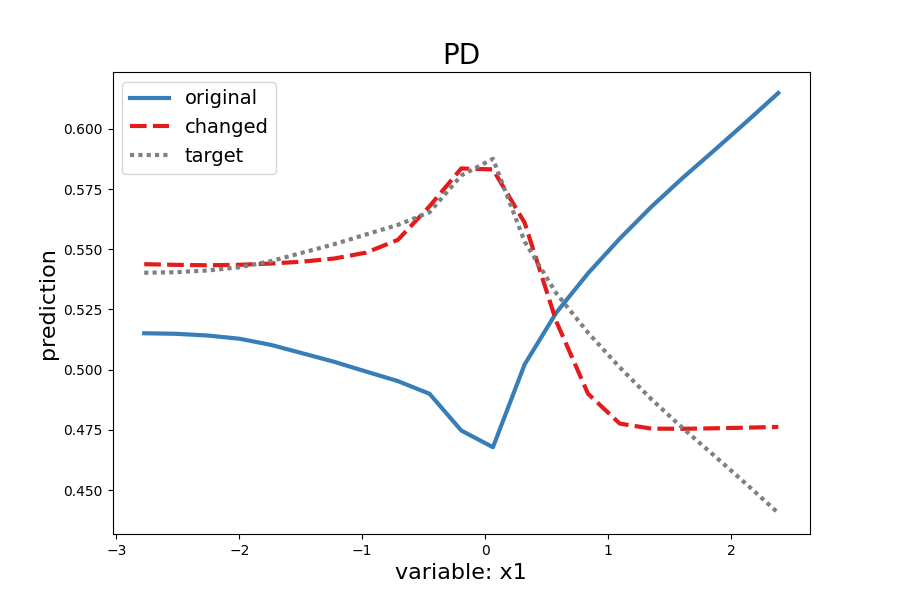 PD
original
changed
target
0.600
0.575
0.550
0.525
0.500
0.475
0.450
prediction
−3
−2
−1
0
1
2
variable: x1